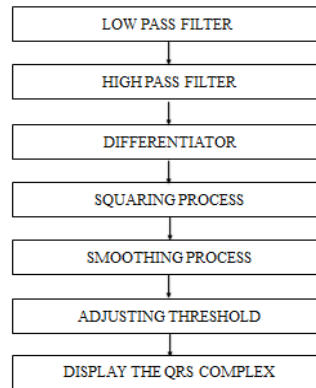 LOW PASS FILTER
HIGH PASS FILTER
DIFFERENTIATOR
SQUARING PROCESS
SMOOTHING PROCESS
ADJUSTING THRESHOLD
DISPLAY THE QRS COMPLEX